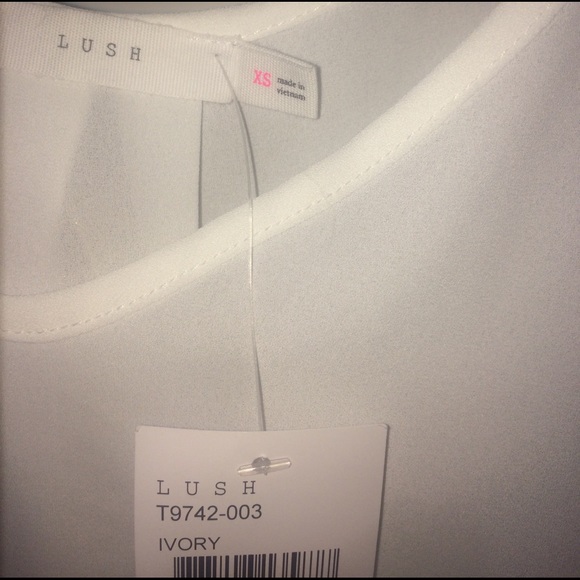 LUSH
XS made in
vietnam
LUSH
T9742-003
IVORY